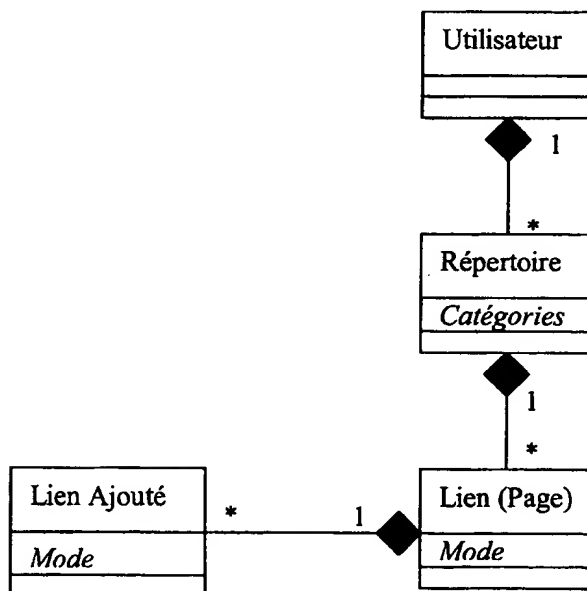 Utilisateur
1
*
Répertoire
Catégories
1
*
Lien Ajouté
*
1
Lien (Page)
Mode
Mode